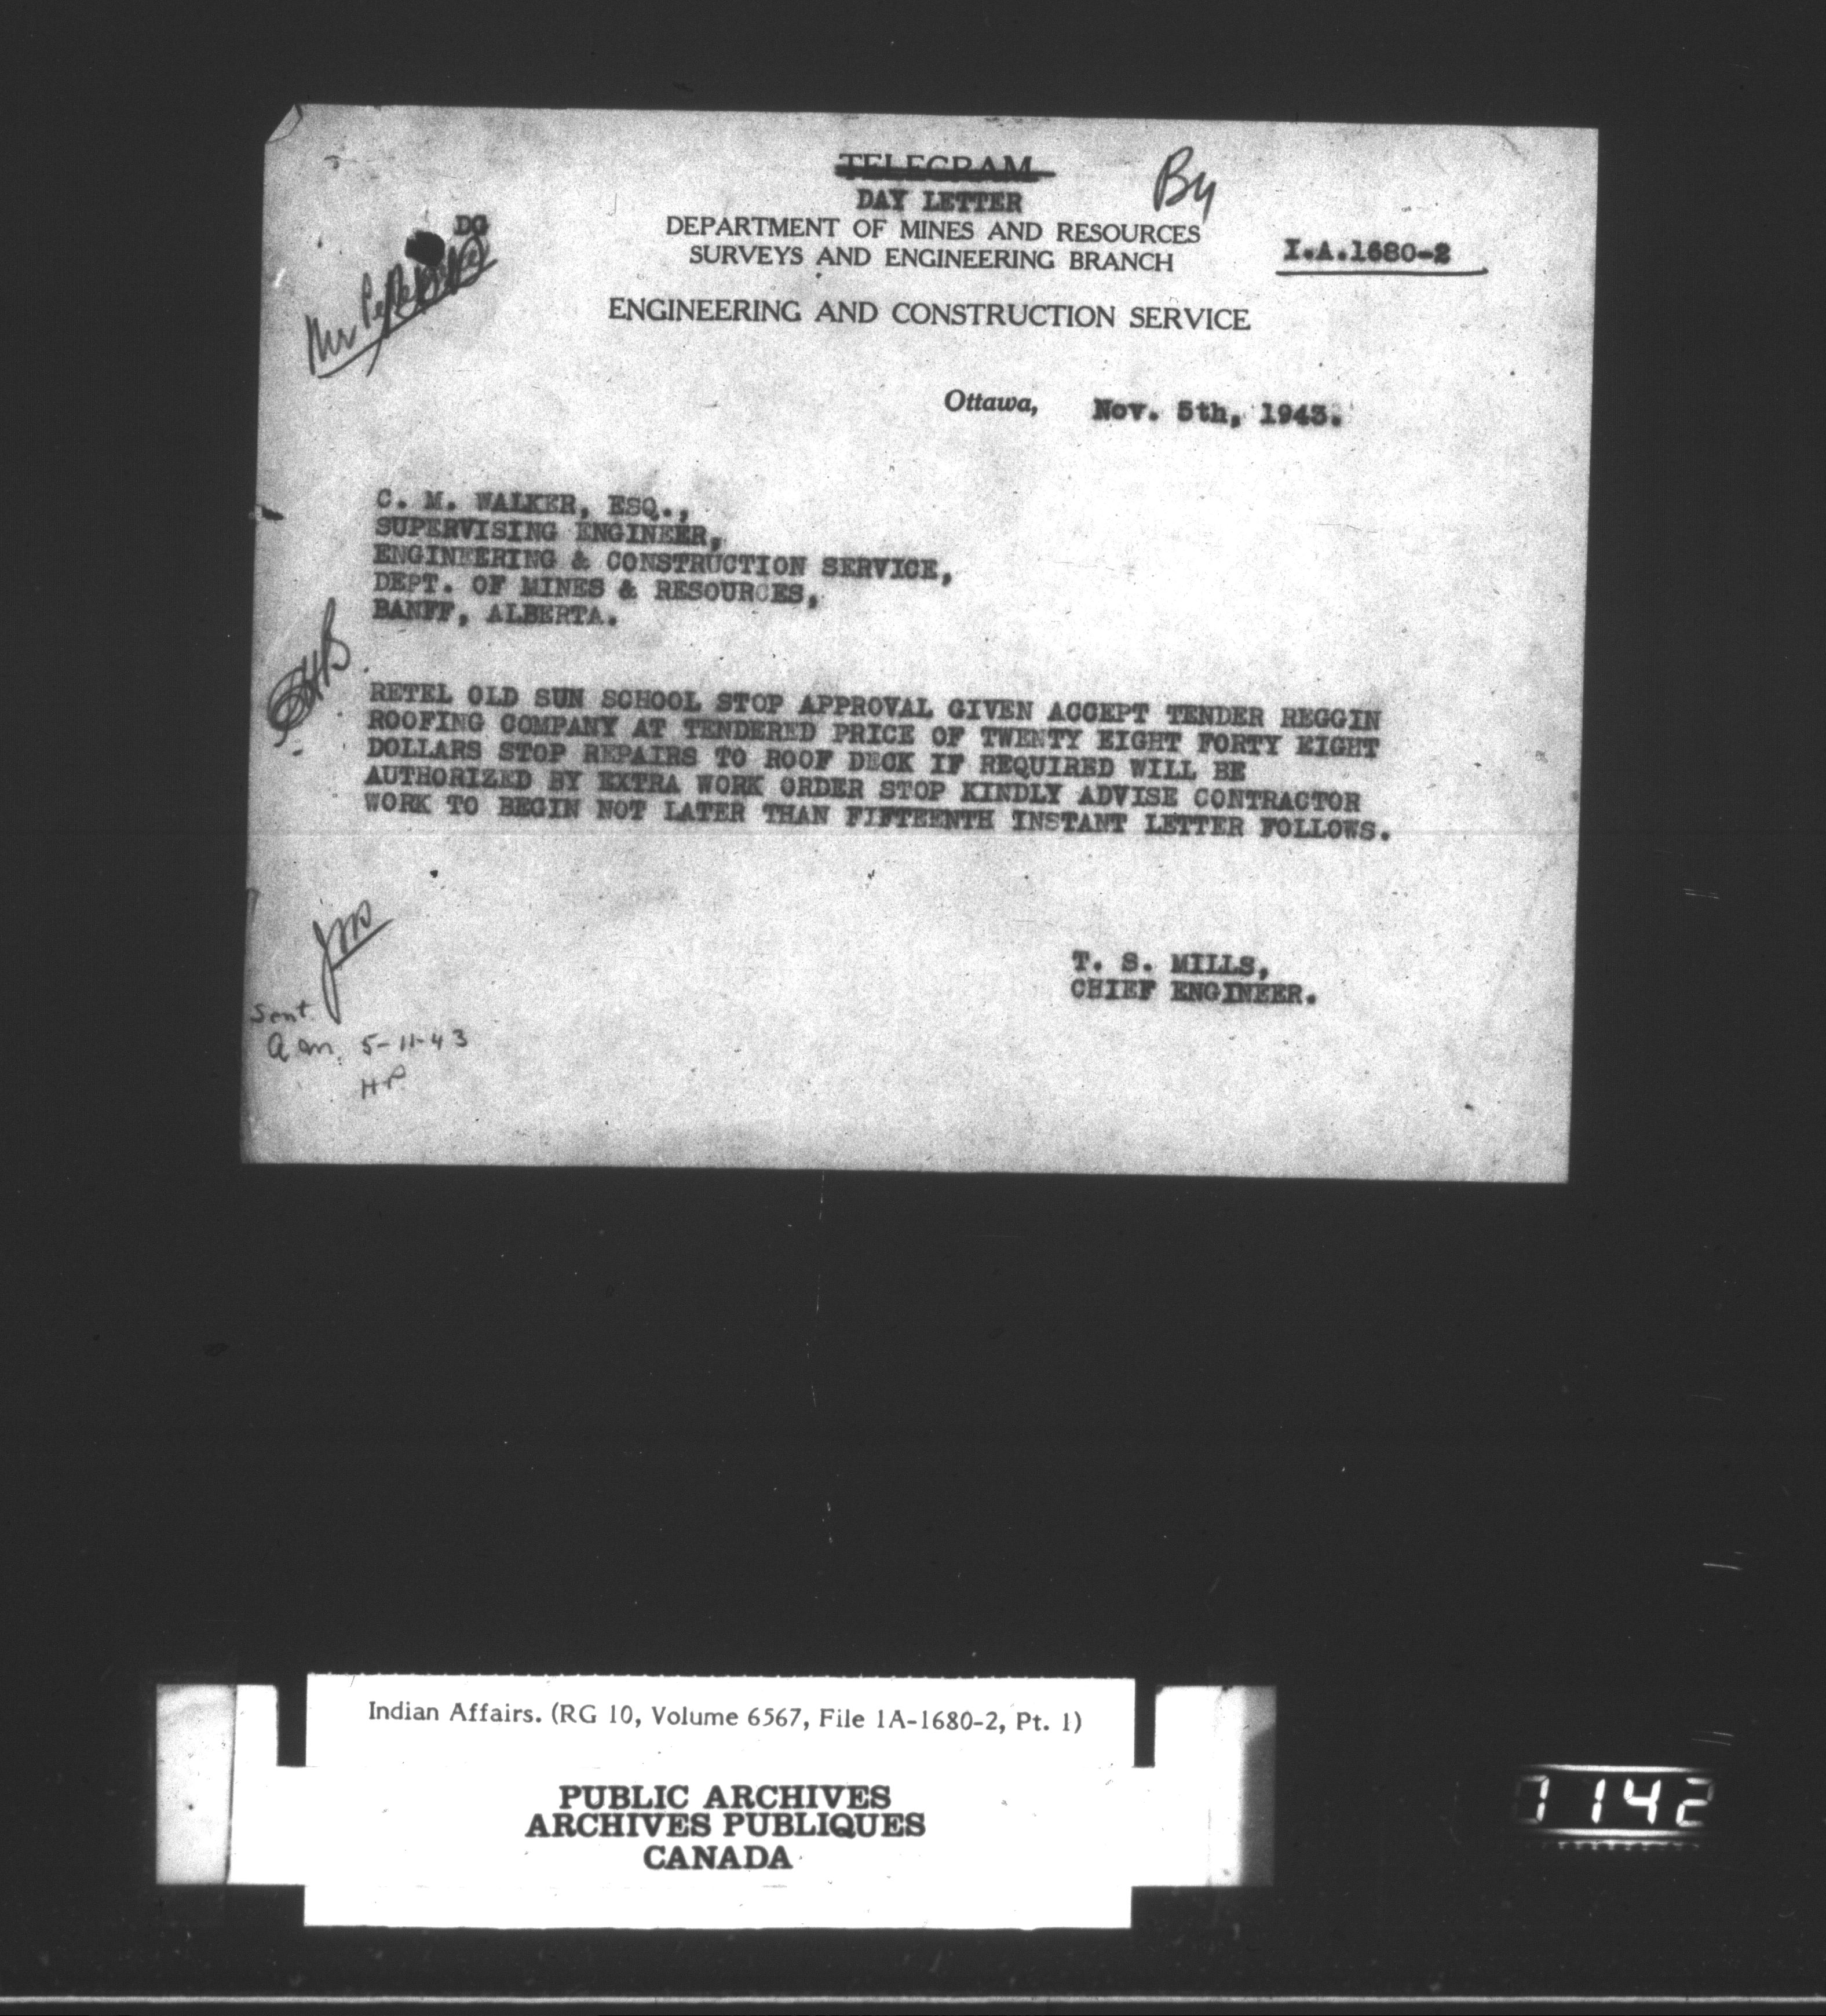 TELEGRAM
DAY LETTER
By
DG
DEPARTMENT OF MINES AND RESOURCES
SURVEYS AND ENGINEERING BRANCH
I.A.1680-2
Mr
ENGINEERING AND CONSTRUCTION SERVICE
Ottawa, Nov. 5th, 1943.
C. M. WALKER, ESQ.,
SUPERVISING ENGINEER,
ENGINEERING & CONSTRUCTION SERVICE,
DEPT. OF MINES & RESOURCES,
BANFF, ALBERTA.
RETEL OLD SUN SCHOOL STOP APPROVAL GIVEN ACCEPT TENDER REGGIN
ROOFING COMPANY AT TENDERED PRICE OF TWENTY EIGHT FORTY EIGHT
DOLLARS STOP REPAIRS TO ROOF DECK IF REQUIRED WILL BE
AUTHORIZED BY EXTRA WORK ORDER STOP KINDLY ADVISE CONTRACTOR
WORK TO BEGIN NOT LATER THAN FIFTEENTH INSTANT LETTER FOLLOWS.
T. S. MILLS,
CHIEF ENGINEER.
Sent
5-11-43
HP
Indian Affairs. (RG 10, Volume 6567, File 1A-1680-2, Pt. 1)
PUBLIC ARCHIVES
ARCHIVES PUBLIQUES
CANADA
1142